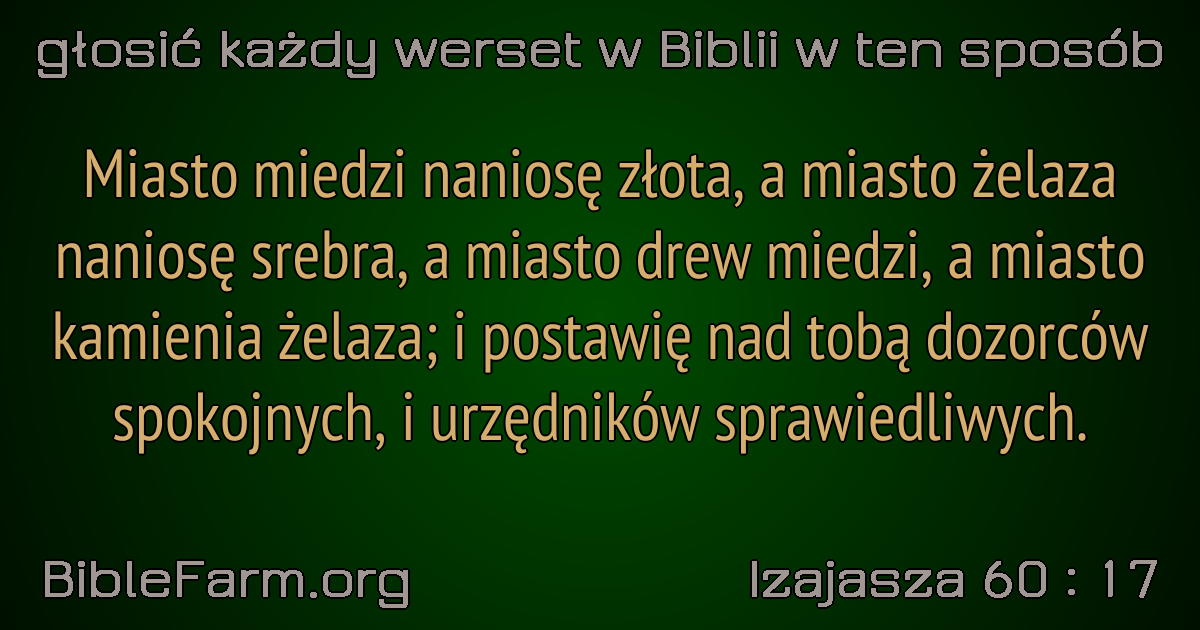 głosić każdy werset w Biblii w ten sposób
Miasto miedzi naniosę złota, a miasto żelaza
naniosę srebra, a miasto drew miedzi, a miasto
kamienia żelaza; i postawię nad tobą dozorców
spokojnych, i urzędników sprawiedliwych.
BibleFarm.org
Izajasza 60 : 17